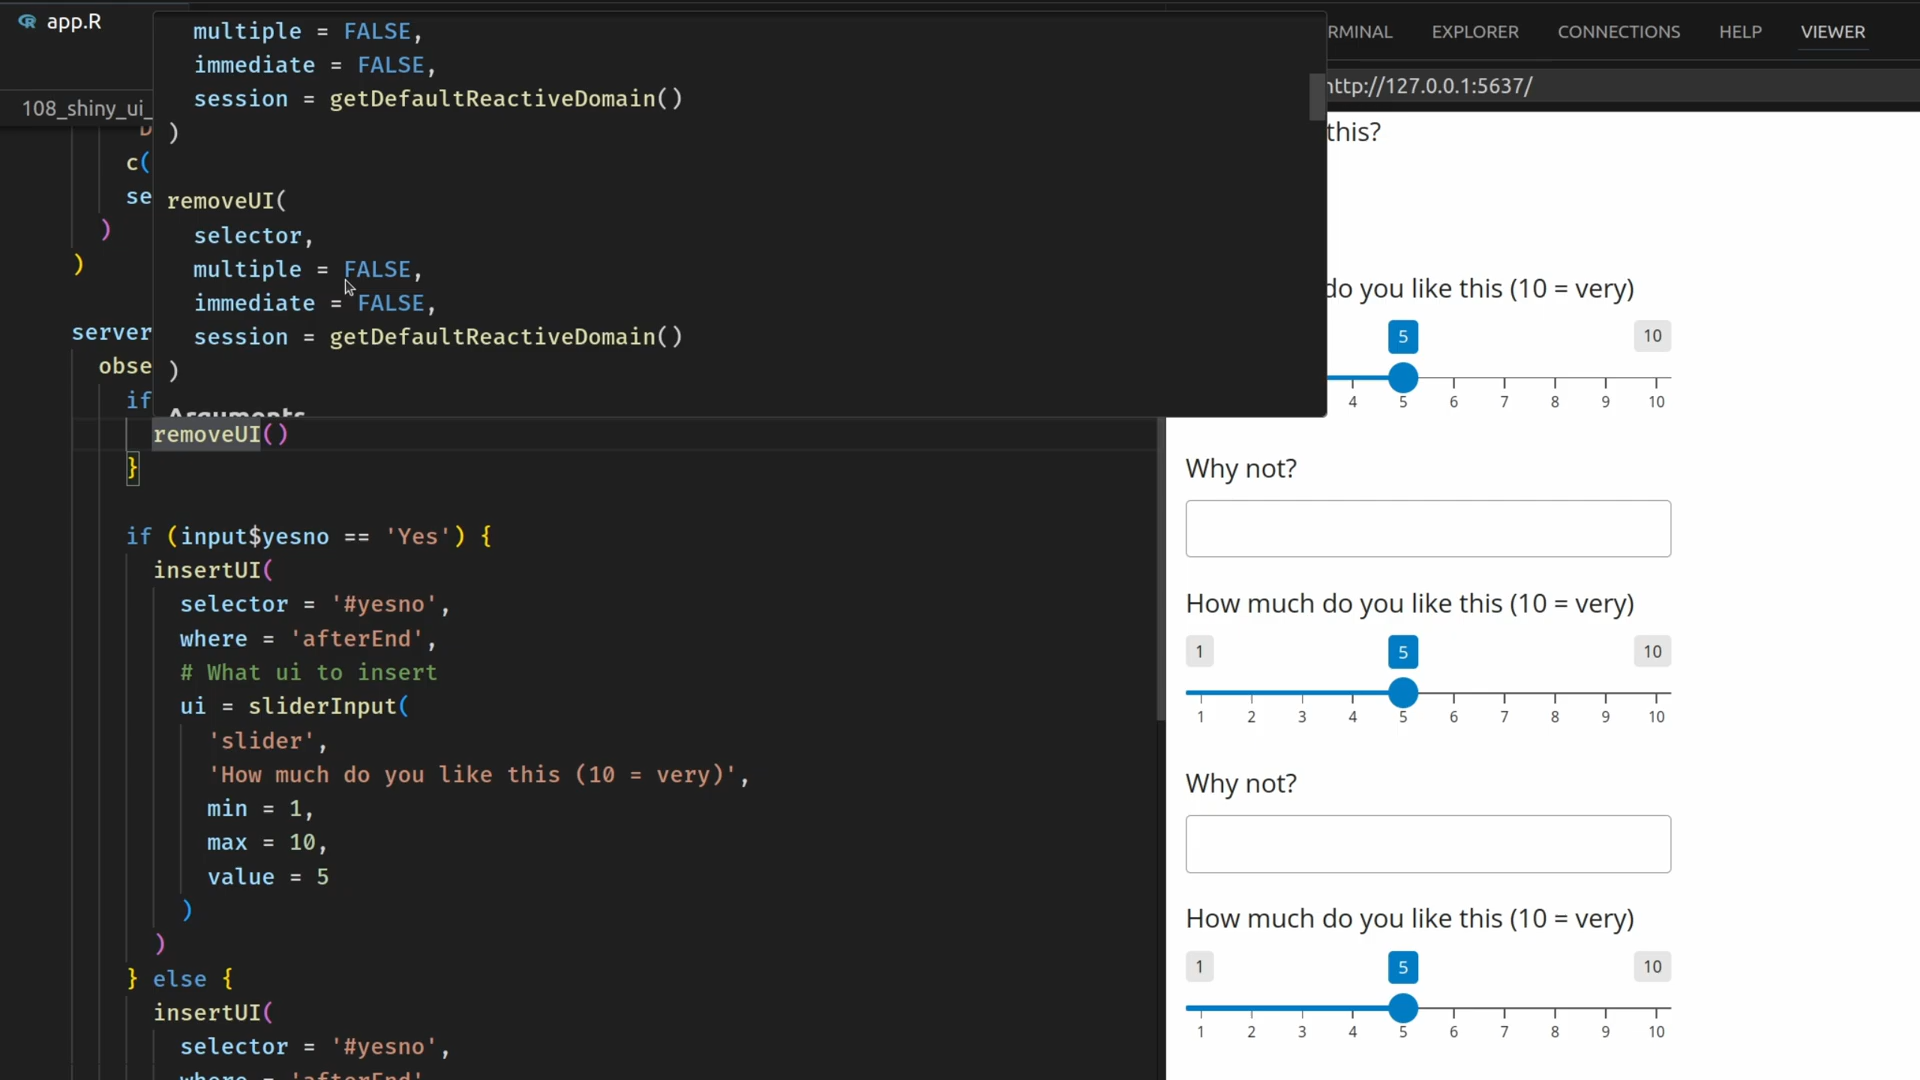 app.R
108_shiny_ui_
c(
se
)
)
server
obse
if
multiple = FALSE,
immediate = FALSE,
session = getDefaultReactiveDomain()
)
removeUI(
selector,
multiple = FALSE,
immediate = FALSE,
session = getDefaultReactiveDomain()
)
Arguments
removeUI()
}
if (input$yesno == 'Yes') {
insertUI(
selector = '#yesno',
where = 'afterEnd',
# What ui to insert
ui = sliderInput(
'slider',
'How much do you like this (10 = very)',
min = 1,
max = 10,
value = 5
)
)
} else {
insertUI(
selector = '#yesno',
where = 'afterEnd'
RMINAL EXPLORER CONNECTIONS HELP VIEWER
http://127.0.0.1:5637/
this?
do you like this (10 = very)
5 10
4 5 6 7 8 9 10
Why not?
How much do you like this (10 = very)
1 5 10
1 2 3 4 5 6 7 8 9 10
Why not?
How much do you like this (10 = very)
1 5 10
1 2 3 4 5 6 7 8 9 10